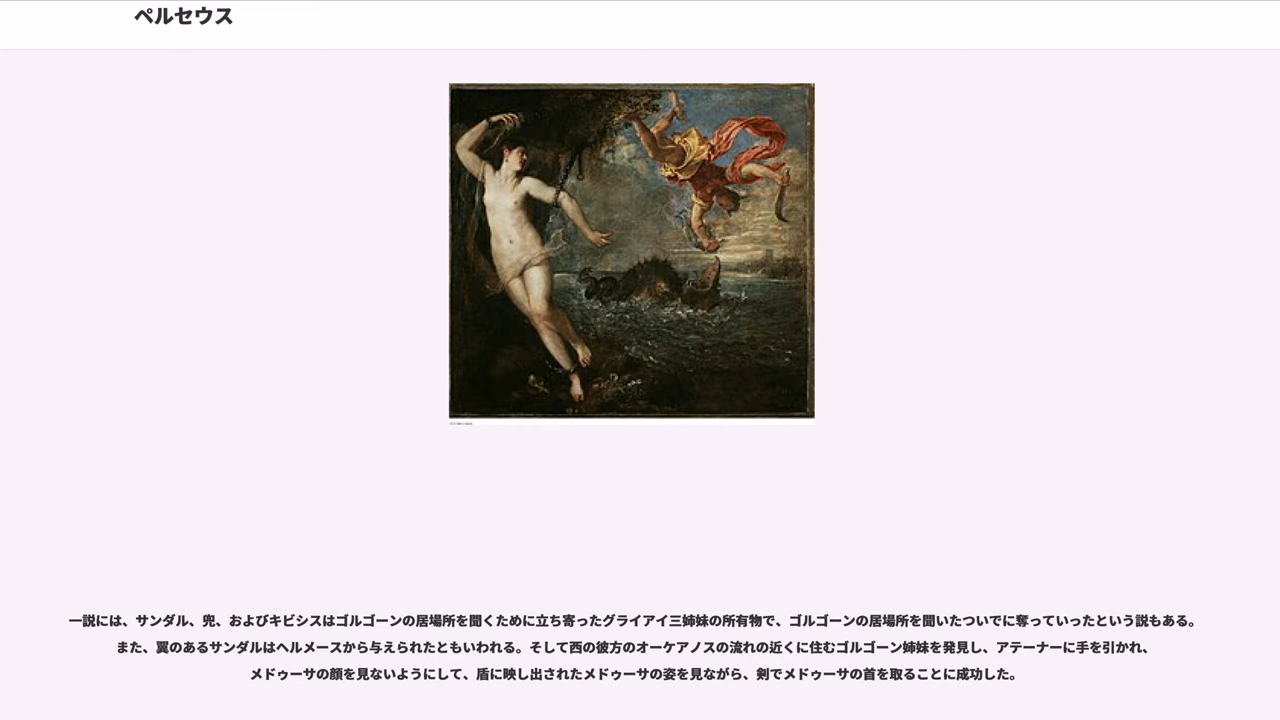 ペルセウス
一説には、サンダル、兜、およびキビシスはゴルゴーンの居場所を聞くために立ち寄ったグライアイ三姉妹の所有物で、ゴルゴーンの居場所を聞いたついでに奪っていったという説もある。
また、翼のあるサンダルはヘルメースから与えられたともいわれる。そして西の彼方のオーケアノスの流れの近くに住むゴルゴーン姉妹を発見し、アテーナーに手を引かれ、
メドゥーサの顔を見ないようにして、盾に映し出されたメドゥーサの姿を見ながら、剣でメドゥーサの首を取ることに成功した。